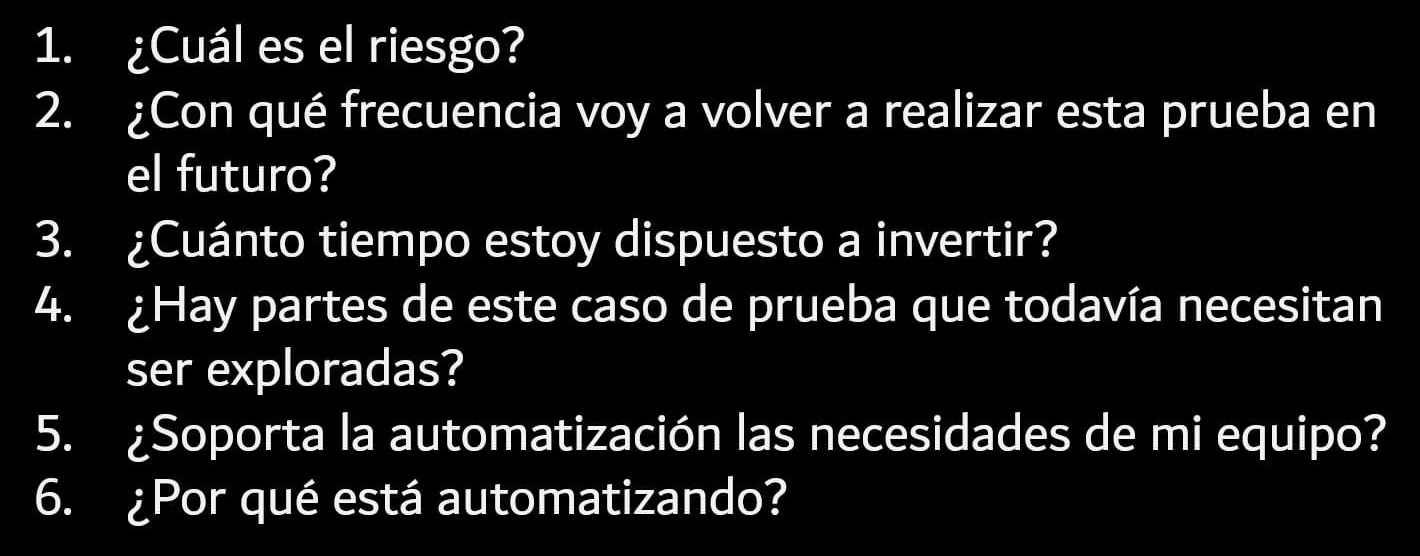 1. ¿Cuál es el riesgo?
2. ¿Con qué frecuencia voy a volver a realizar esta prueba en
el futuro?
3. ¿Cuánto tiempo estoy dispuesto a invertir?
4. ¿Hay partes de este caso de prueba que todavía necesitan
ser exploradas?
5. ¿Soporta la automatización las necesidades de mi equipo?
6. ¿Por qué está automatizando?